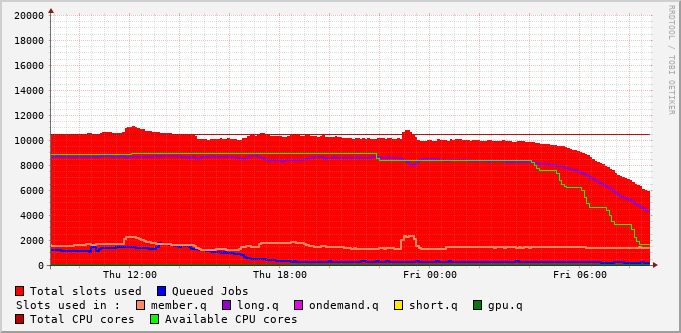 20000
18000
16000
14000
12000
10000
8000
6000
4000
2000
0
Thu 12:00 Thu 18:00 Fri 00:00 Fri 06:00
RRDTOOL / TOBI OETIKER
Total slots used Queued Jobs
Slots used in : member.q long.q ondemand.q short.q gpu.q
Total CPU cores Available CPU cores